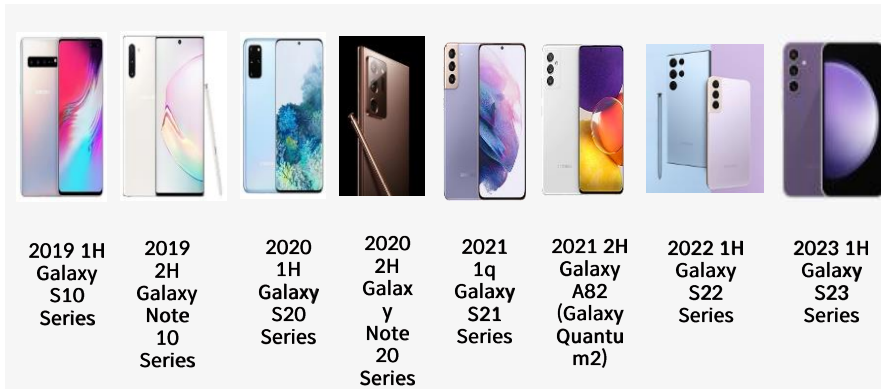 2019 1H
Galaxy
S10
Series
2019
2H
Galaxy
Note
10
Series
2020
1H
Galaxy
S20
Series
2020
2H
Galax
y
Note
20
Series
2021
1q
Galaxy
S21
Series
2021 2H
Galaxy
A82
(Galaxy
Quantu
m2)
2022 1H
Galaxy
S22
Series
2023 1H
Galaxy
S23
Series